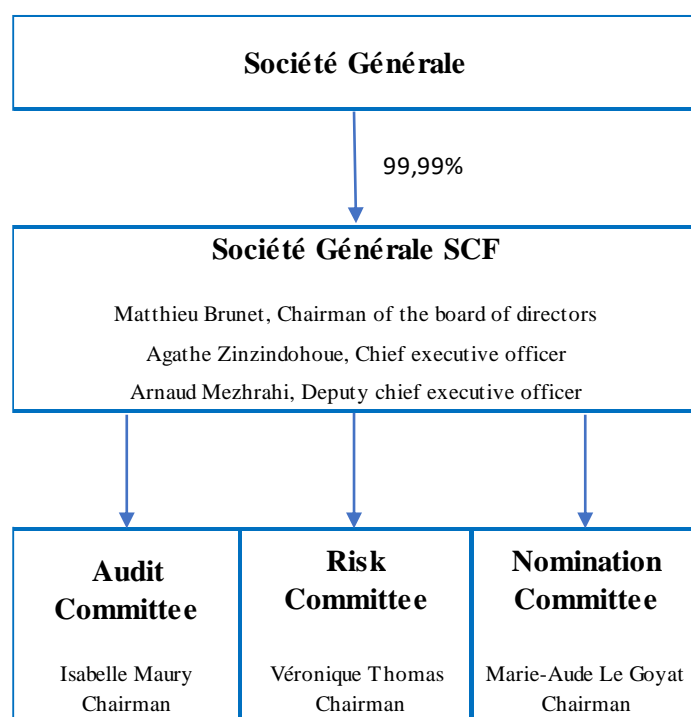 Société Générale
99,99%
Société Générale SCF
Matthieu Brunet, Chairman of the board of directors
Agathe Zinzindohoue, Chief executive officer
Arnaud Mezhrahi, Deputy chief executive officer
Audit
Committee
Isabelle Maury
Chairman
Risk
Committee
Véronique Thomas
Chairman
Nomination
Committee
Marie-Aude Le Goyat
Chairman